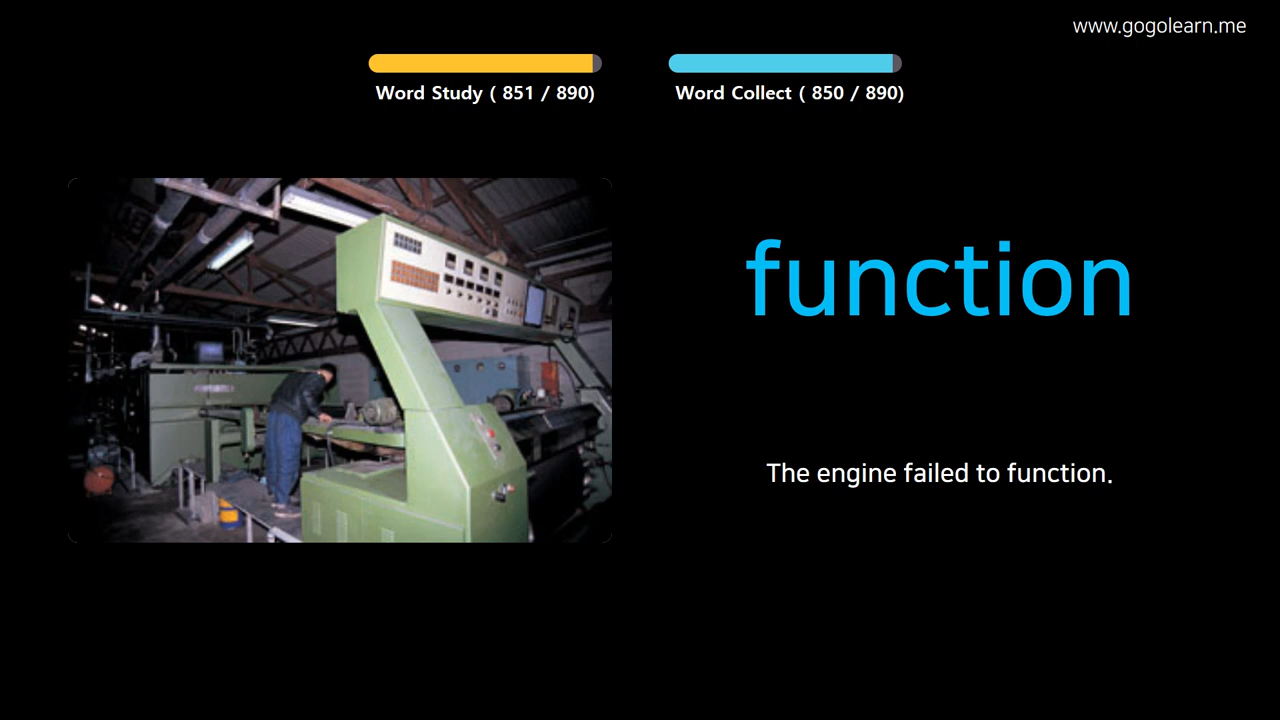 www.gogolearn.me
Word Study ( 851 / 890)
Word Collect ( 850 / 890)
function
The engine failed to function.